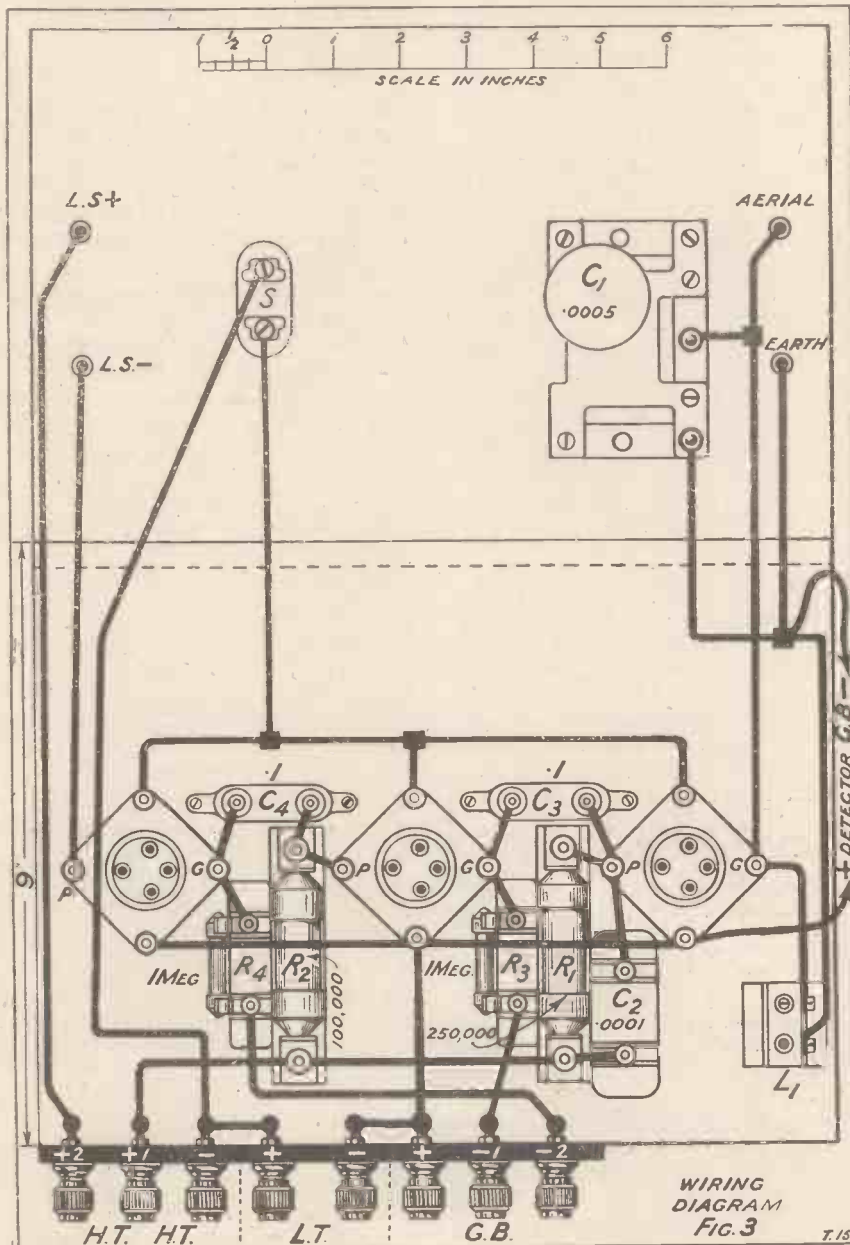 1 ½ 0 1 2 3 4 5 6
SCALE IN INCHES
L.S+
AERIAL
S
C1
.0005
L.S.-
EARTH
+ DETECTOR G.B-
9
.1
.1
C4
C3
P
G
P
G
P
G
1MEG
R4
R2
100,000
1MEG.
R3
R1
250,000
C2
.0001
L1
+2 +1 - + - + -1 -2
H.T. H.T. L.T. G.B.
WIRING
DIAGRAM
FIG.3